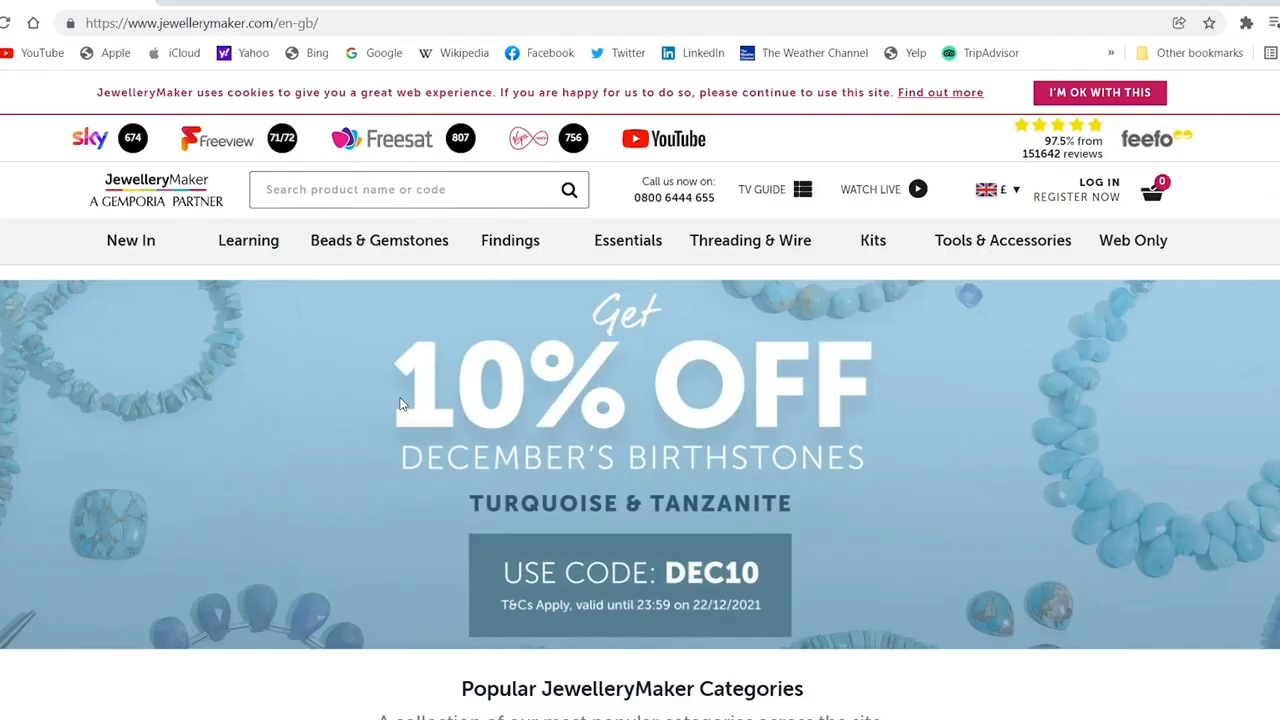 https://www.jewellerymaker.com/en-gb/
YouTube Apple iCloud Yahoo Bing Google Wikipedia Facebook Twitter LinkedIn The Weather Channel Yelp TripAdvisor » Other bookmarks
JewelleryMaker uses cookies to give you a great web experience. If you are happy for us to do so, please continue to use this site. Find out more
I'M OK WITH THIS
sky 674 Freeview 71/72 Freesat 807 756 YouTube
97.5% from
151642 reviews
feefo
JewelleryMaker
A GEMPORIA PARTNER
Search product name or code
Call us now on:
0800 6444 655
TV GUIDE
WATCH LIVE
£
LOG IN
REGISTER NOW
0
New In Learning Beads & Gemstones Findings Essentials Threading & Wire Kits Tools & Accessories Web Only
Get
10% OFF
DECEMBER'S BIRTHSTONES
TURQUOISE & TANZANITE
USE CODE: DEC10
T&Cs Apply, valid until 23:59 on 22/12/2021
Popular JewelleryMaker Categories
A collection of our most popular categories across the site